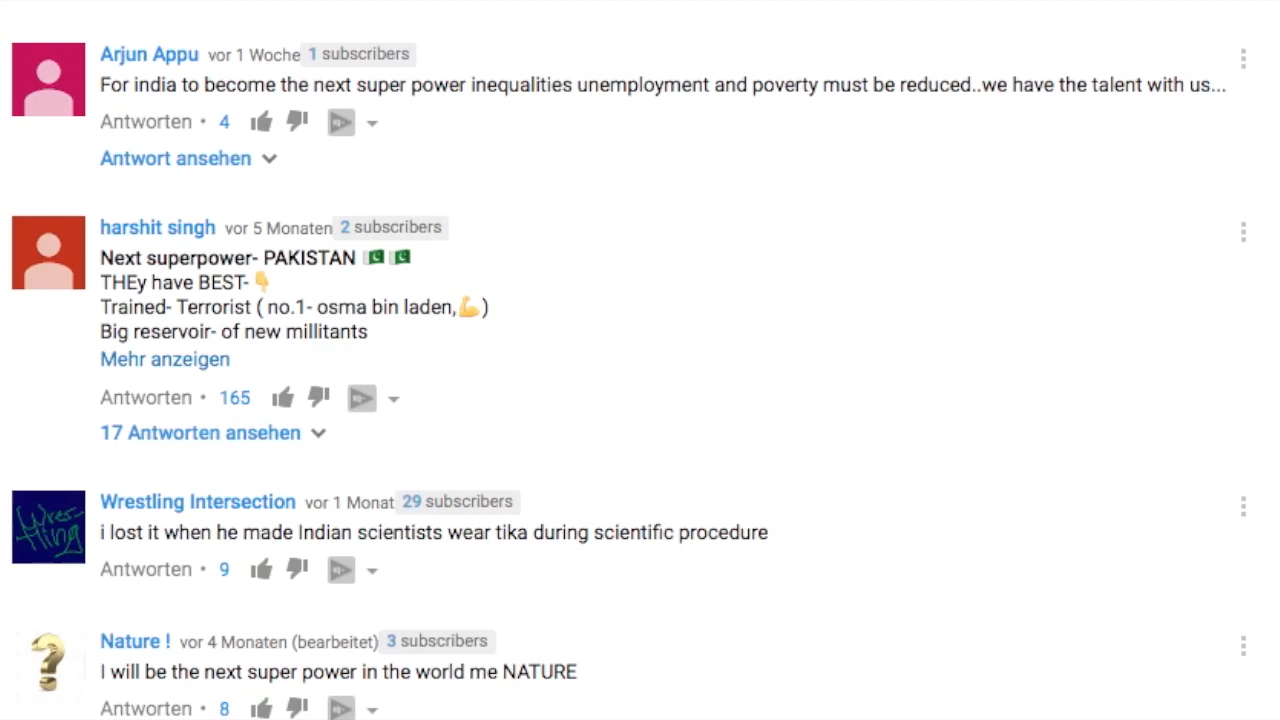 Arjun Appu vor 1 Woche 1 subscribers
For india to become the next super power inequalities unemployment and poverty must be reduced..we have the talent with us...
Antworten • 4
Antwort ansehen
harshit singh vor 5 Monaten 2 subscribers
Next superpower- PAKISTAN 🇵🇰 🇵🇰
THEy have BEST-👇
Trained- Terrorist ( no.1- osma bin laden,💪)
Big reservoir- of new millitants
Mehr anzeigen
Antworten • 165
17 Antworten ansehen
Wrestling Intersection vor 1 Monat 29 subscribers
Wres-
tling
i lost it when he made Indian scientists wear tika during scientific procedure
Antworten • 9
Nature ! vor 4 Monaten (bearbeitet) 3 subscribers
I will be the next super power in the world me NATURE
Antworten • 8